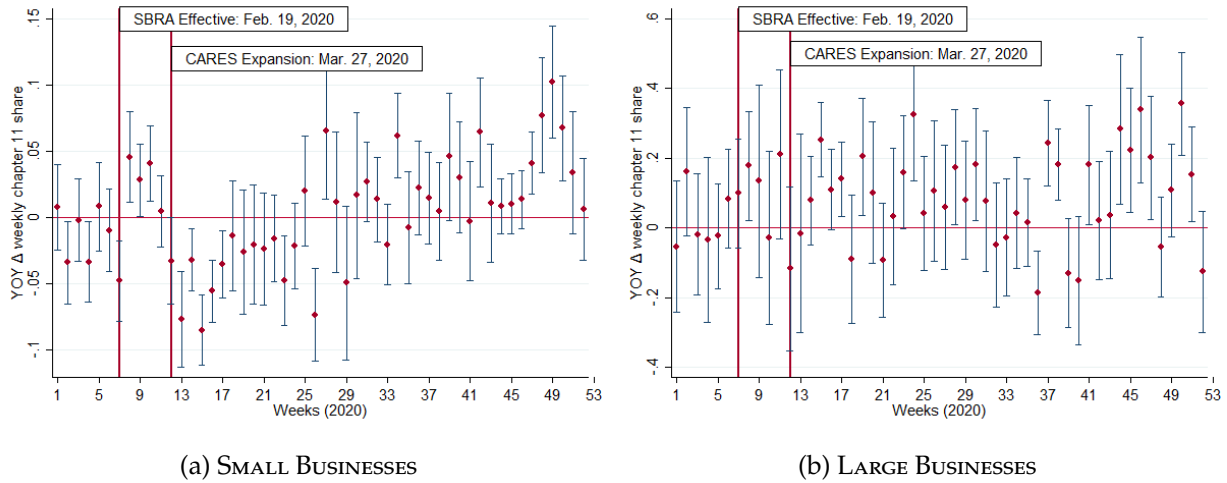 SBRA Effective: Feb. 19, 2020
CARES Expansion: Mar. 27, 2020
YOY Δ weekly chapter 11 share
.15
.1
.05
0
-.05
-.1
1 5 9 13 17 21 25 29 33 37 41 45 49 53
Weeks (2020)
(a) Small Businesses
SBRA Effective: Feb. 19, 2020
CARES Expansion: Mar. 27, 2020
YOY Δ weekly chapter 11 share
.6
.4
.2
0
-.2
-.4
1 5 9 13 17 21 25 29 33 37 41 45 49 53
Weeks (2020)
(b) Large Businesses